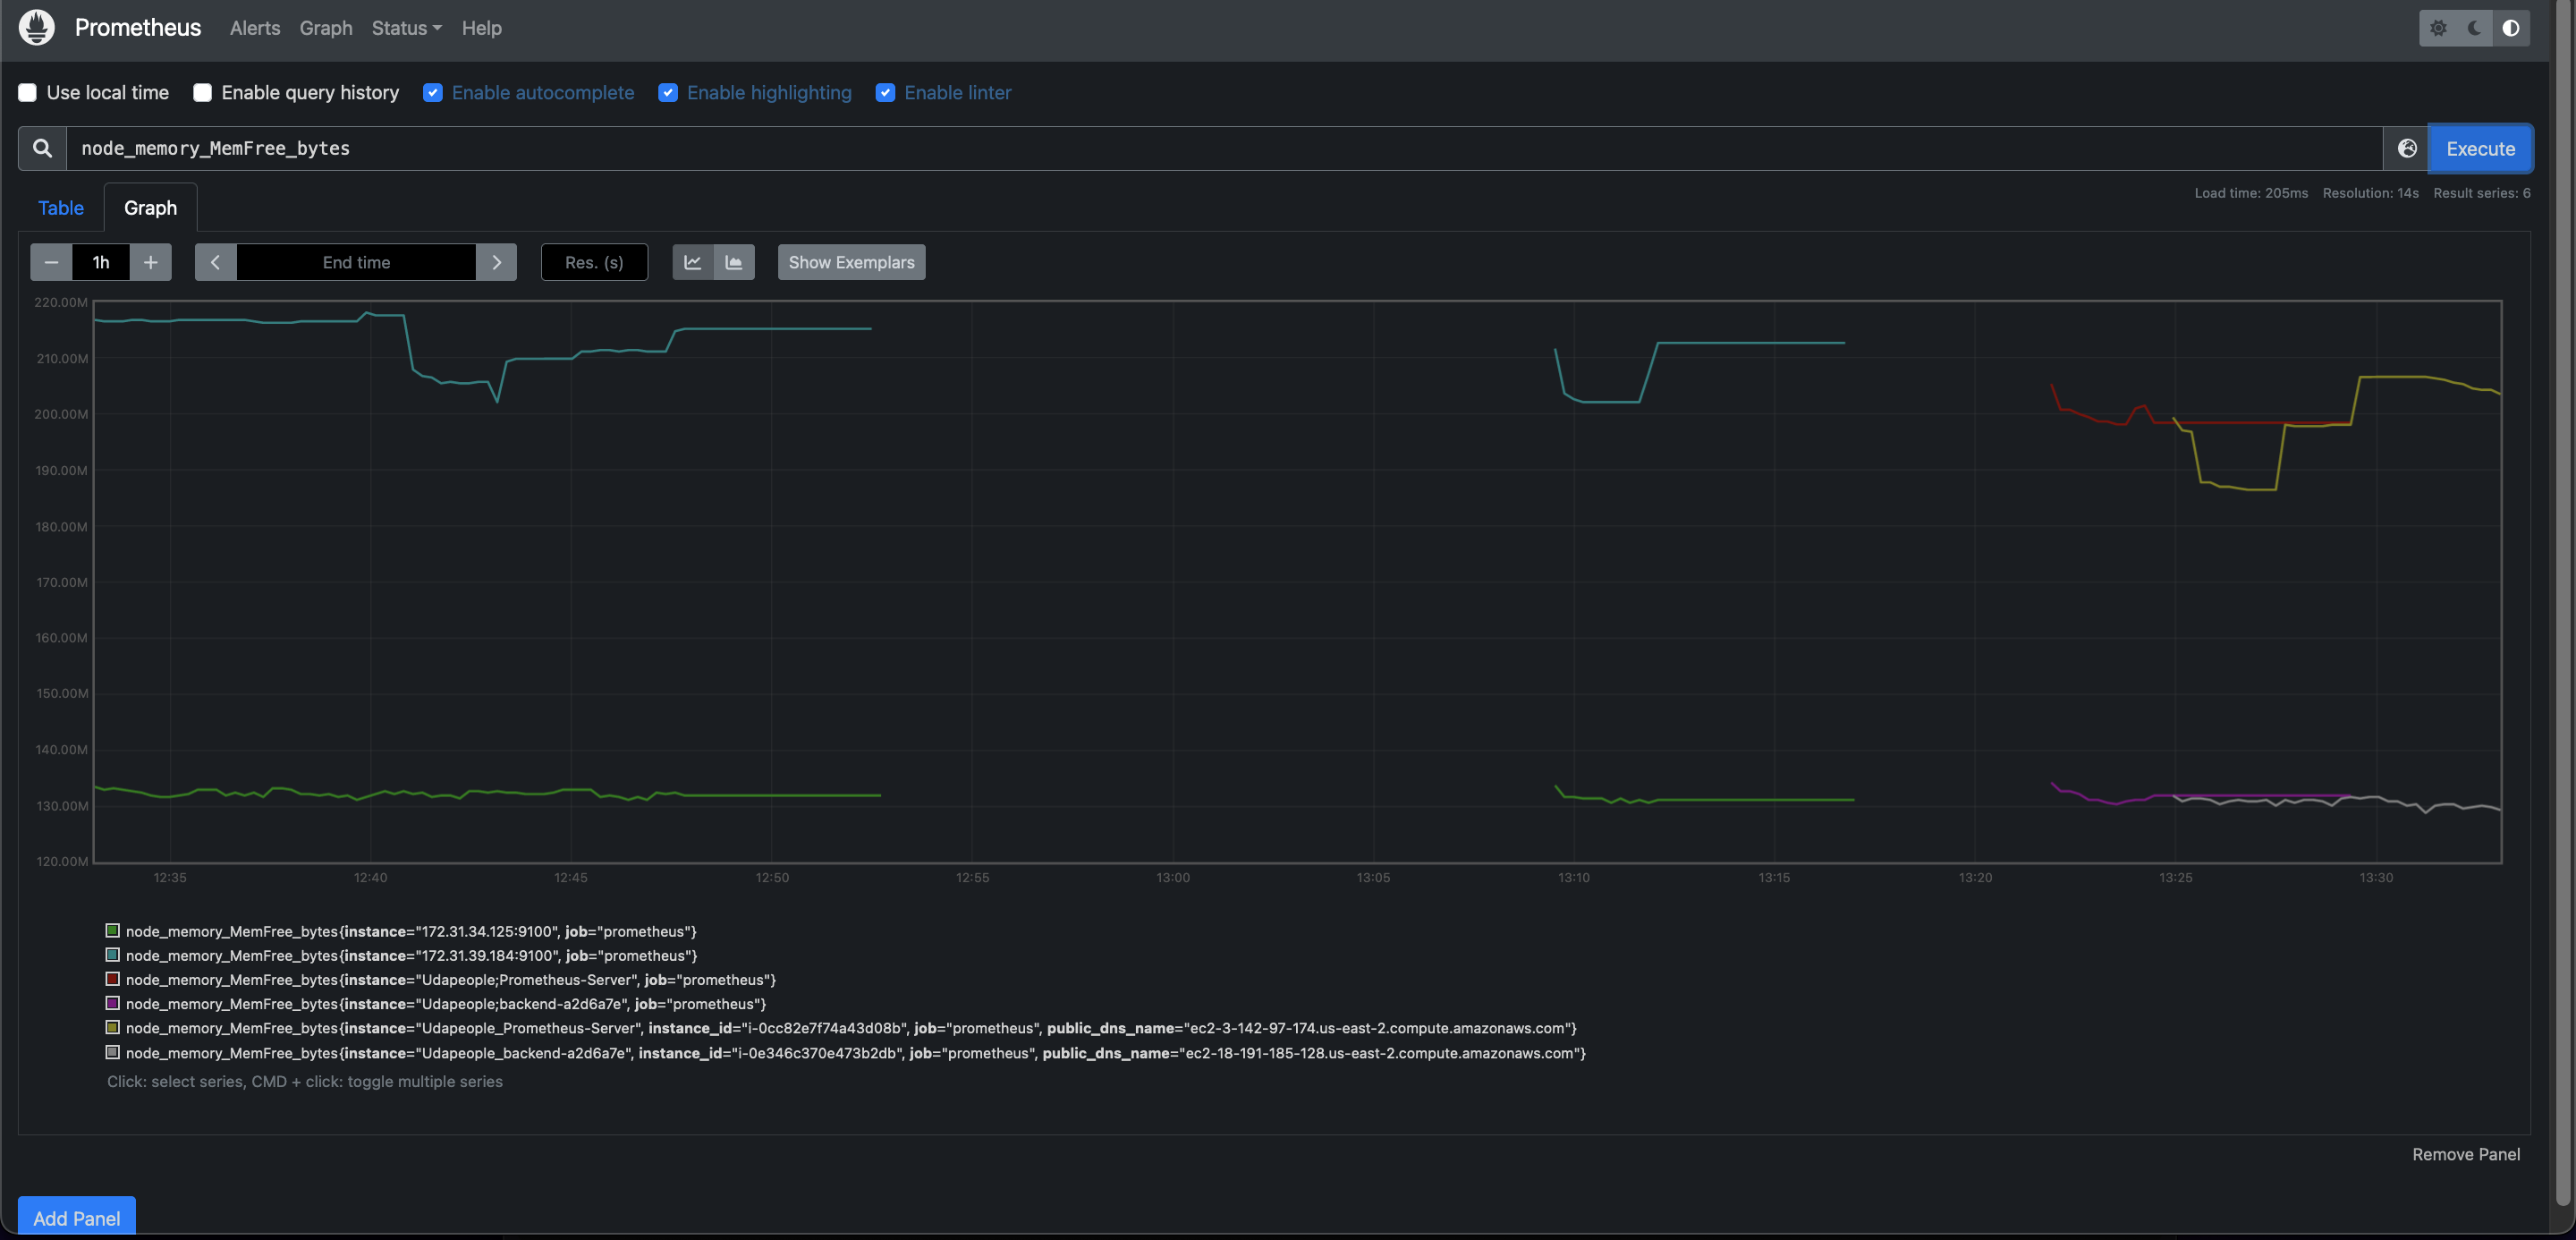 Prometheus Alerts Graph Status Help
Use local time Enable query history Enable autocomplete Enable highlighting Enable linter
node_memory_MemFree_bytes Execute
Table Graph Load time: 205ms Resolution: 14s Result series: 6
1h End time Res. (s) Show Exemplars
220.00M
210.00M
200.00M
190.00M
180.00M
170.00M
160.00M
150.00M
140.00M
130.00M
120.00M
12:35 12:40 12:45 12:50 12:55 13:00 13:05 13:10 13:15 13:20 13:25 13:30
node_memory_MemFree_bytes{instance="172.31.34.125:9100", job="prometheus"}
node_memory_MemFree_bytes{instance="172.31.39.184:9100", job="prometheus"}
node_memory_MemFree_bytes{instance="Udapeople;Prometheus-Server", job="prometheus"}
node_memory_MemFree_bytes{instance="Udapeople;backend-a2d6a7e", job="prometheus"}
node_memory_MemFree_bytes{instance="Udapeople_Prometheus-Server", instance_id="i-0cc82e7f74a43d08b", job="prometheus", public_dns_name="ec2-3-142-97-174.us-east-2.compute.amazonaws.com"}
node_memory_MemFree_bytes{instance="Udapeople_backend-a2d6a7e", instance_id="i-0e346c370e473b2db", job="prometheus", public_dns_name="ec2-18-191-185-128.us-east-2.compute.amazonaws.com"}
Click: select series, CMD + click: toggle multiple series
Remove Panel
Add Panel